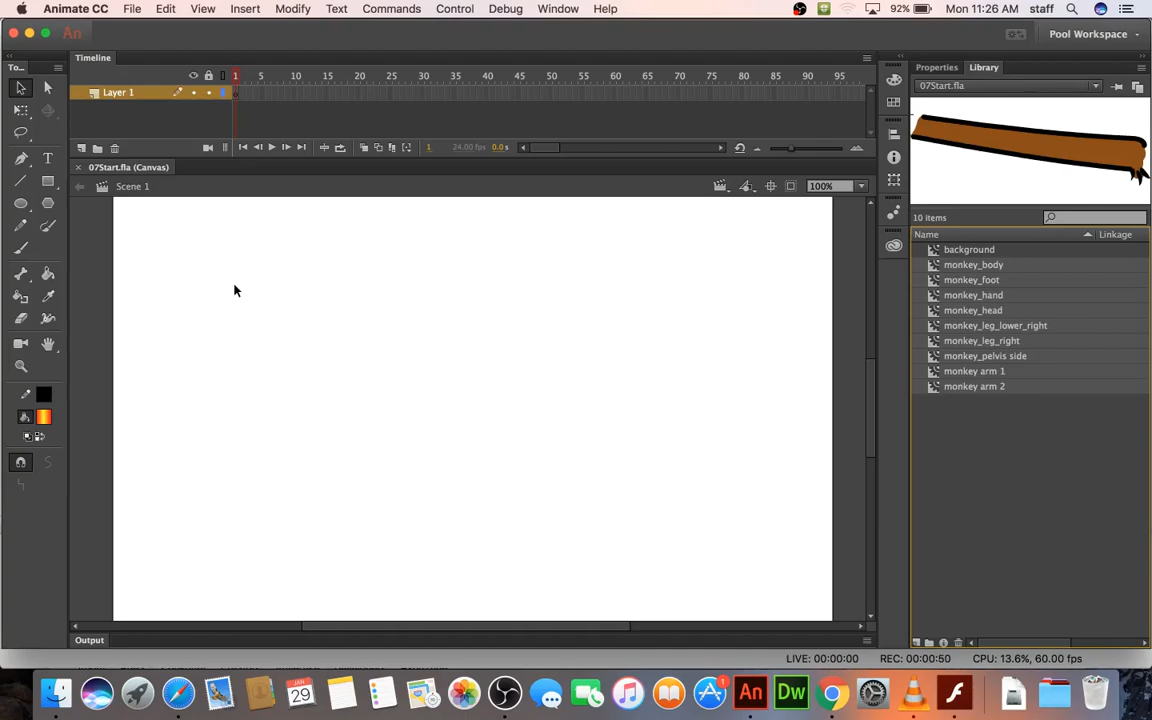 Animate CC File Edit View Insert Modify Text Commands Control Debug Window Help 92% Mon 11:26 AM staff
An Pool Workspace
To... Timeline Properties Library
1 5 10 15 20 25 30 35 40 45 50 55 60 65 70 75 80 85 90 95
07Start.fla
Layer 1
1 24.00 fps 0.0 s
07Start.fla (Canvas)
Scene 1 100%
10 items
Name Linkage
background
monkey_body
monkey_foot
monkey_hand
monkey_head
monkey_leg_lower_right
monkey_leg_right
monkey_pelvis side
monkey arm 1
monkey arm 2
Output
LIVE: 00:00:00 REC: 00:00:50 CPU: 13.6%, 60.00 fps
JAN
29
1
An Dw